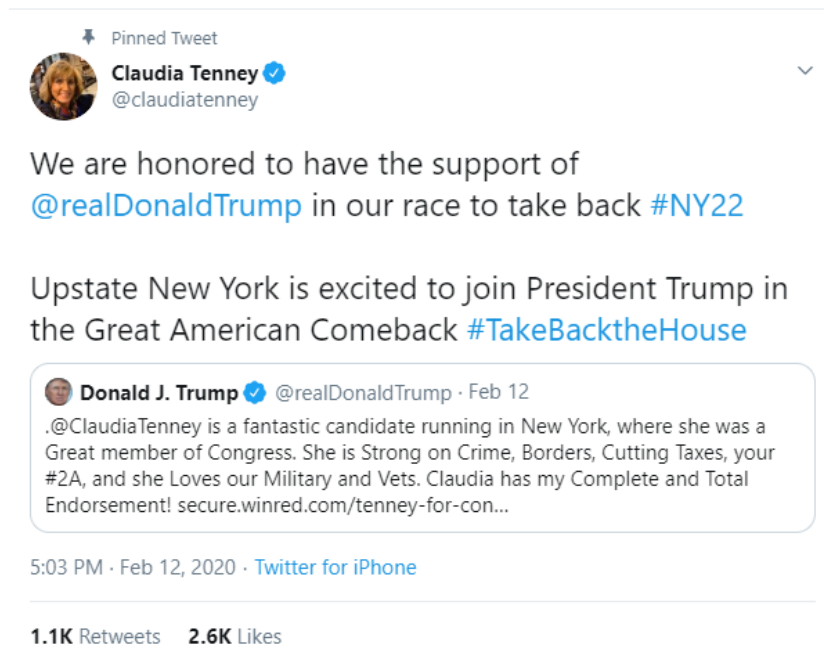 Pinned Tweet
Claudia Tenney
@claudiatenney
We are honored to have the support of
@realDonaldTrump in our race to take back #NY22
Upstate New York is excited to join President Trump in
the Great American Comeback #TakeBacktheHouse
Donald J. Trump @realDonaldTrump · Feb 12
.@ClaudiaTenney is a fantastic candidate running in New York, where she was a
Great member of Congress. She is Strong on Crime, Borders, Cutting Taxes, your
#2A, and she Loves our Military and Vets. Claudia has my Complete and Total
Endorsement! secure.winred.com/tenney-for-con...
5:03 PM · Feb 12, 2020 · Twitter for iPhone
1.1K Retweets 2.6K Likes